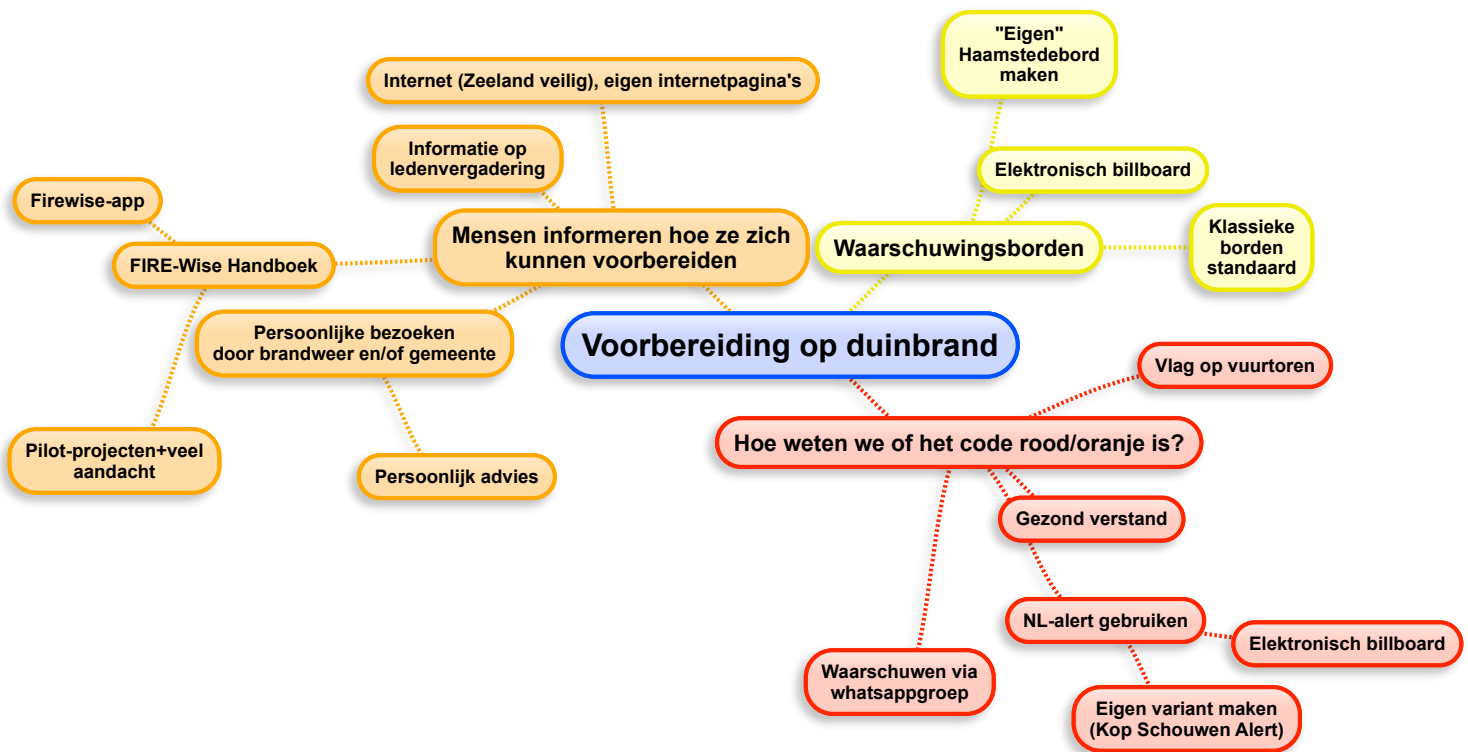 "Eigen"
Haamstedebord
maken
Internet (Zeeland veilig), eigen internetpagina's
Informatie op
ledenvergadering
Elektronisch billboard
Firewise-app
Mensen informeren hoe ze zich
kunnen voorbereiden
Waarschuwingsborden
Klassieke
borden
standaard
FIRE-Wise Handboek
Persoonlijke bezoeken
door brandweer en/of gemeente
Voorbereiding op duinbrand
Vlag op vuurtoren
Hoe weten we of het code rood/oranje is?
Pilot-projecten+veel
aandacht
Persoonlijk advies
Gezond verstand
NL-alert gebruiken
Elektronisch billboard
Waarschuwen via
whatsappgroep
Eigen variant maken
(Kop Schouwen Alert)